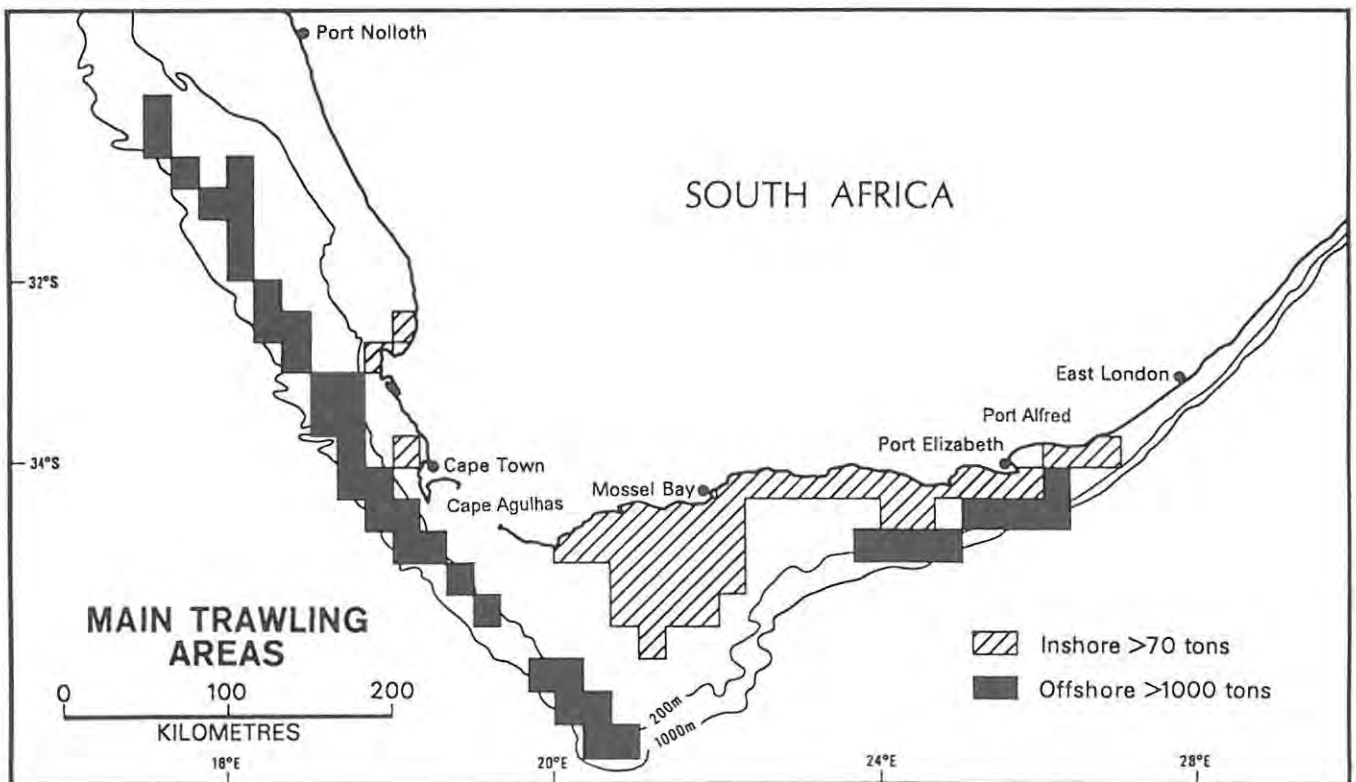 Port Nolloth
SOUTH AFRICA
32°S
East London
Port Alfred
Port Elizabeth
34°S
Cape Town
Mossel Bay
Cape Agulhas
MAIN TRAWLING
AREAS
Inshore >70 tons
0 100 200
Offshore >1000 tons
200m
KILOMETRES
1000m
16°E 20°E 24°E 28°E